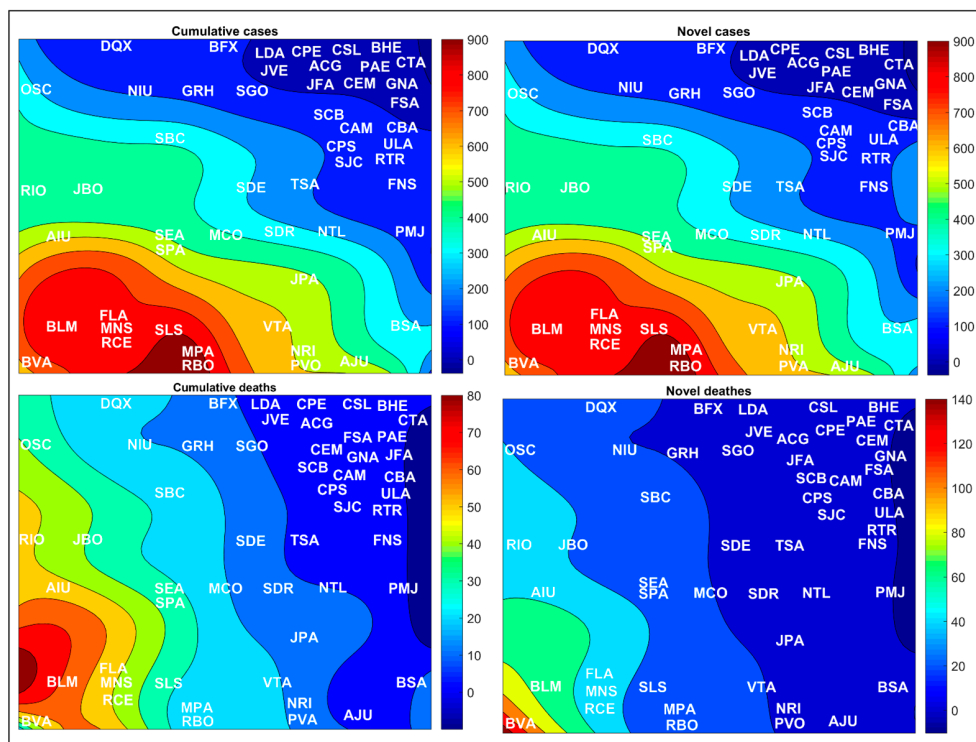 Cumulative cases
DQX BFX LDA CPE CSL BHE
JVE ACG PAE CTA
OSC NIU GRH SGO JFA CEM GNA
FSA
SCB
CAM CBA
SBC CPS ULA
SJC RTR
RIO JBO SDE TSA FNS
AIU SEA MCO SDR NTL PMJ
SPA
JPA
FLA
BLM MNS SLS VTA BSA
RCE
MPA NRI
BVA RBO PVO AJU
900
800
700
600
500
400
300
200
100
0
Novel cases
DQX BFX LDA CPE CSL BHE
JVE ACG PAE CTA
OSC NIU GRH SGO JFA CEM GNA
FSA
SCB
CAM CBA
SBC CPS ULA
SJC RTR
RIO JBO SDE TSA FNS
AIU SEA MCO SDR NTL PMJ
SPA
JPA
FLA
BLM MNS SLS VTA BSA
RCE
MPA NRI
BVA RBO PVA AJU
900
800
700
600
500
400
300
200
100
0
Cumulative deaths
DQX BFX LDA CPE CSL BHE
JVE ACG CTA
OSC NIU GRH SGO FSA PAE
CEM GNA JFA
SCB CAM CBA
SBC CPS ULA
SJC RTR
RIO JBO SDE TSA FNS
AIU SEA MCO SDR NTL PMJ
SPA
JPA
FLA
BLM MNS SLS VTA BSA
RCE
MPA NRI
BVA RBO PVA AJU
80
70
60
50
40
30
20
10
0
Novel deathes
DQX BFX LDA CSL BHE
JVE CPE PAE CTA
OSC NIU GRH SGO ACG CEM
JFA GNA
FSA
SCB CAM
SBC CPS CBA
SJC ULA
RTR
RIO JBO SDE TSA FNS
AIU SEA MCO SDR NTL PMJ
SPA
JPA
FLA
BLM MNS SLS VTA BSA
RCE
MPA NRI
BVA RBO PVO AJU
140
120
100
80
60
40
20
0